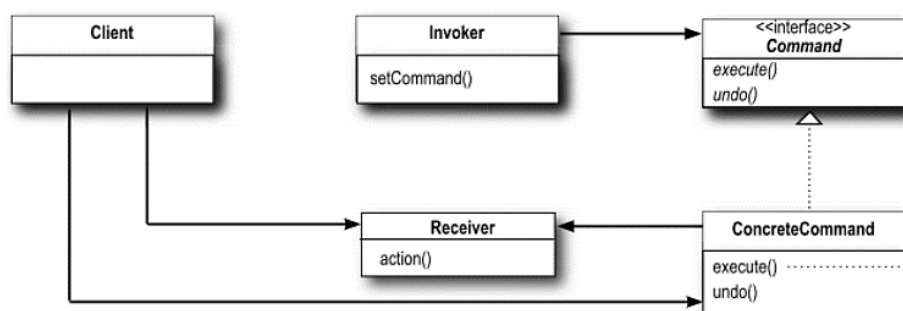 Client
Invoker
setCommand()
<<interface>>
Command
execute()
undo()
Receiver
action()
ConcreteCommand
execute()
undo()